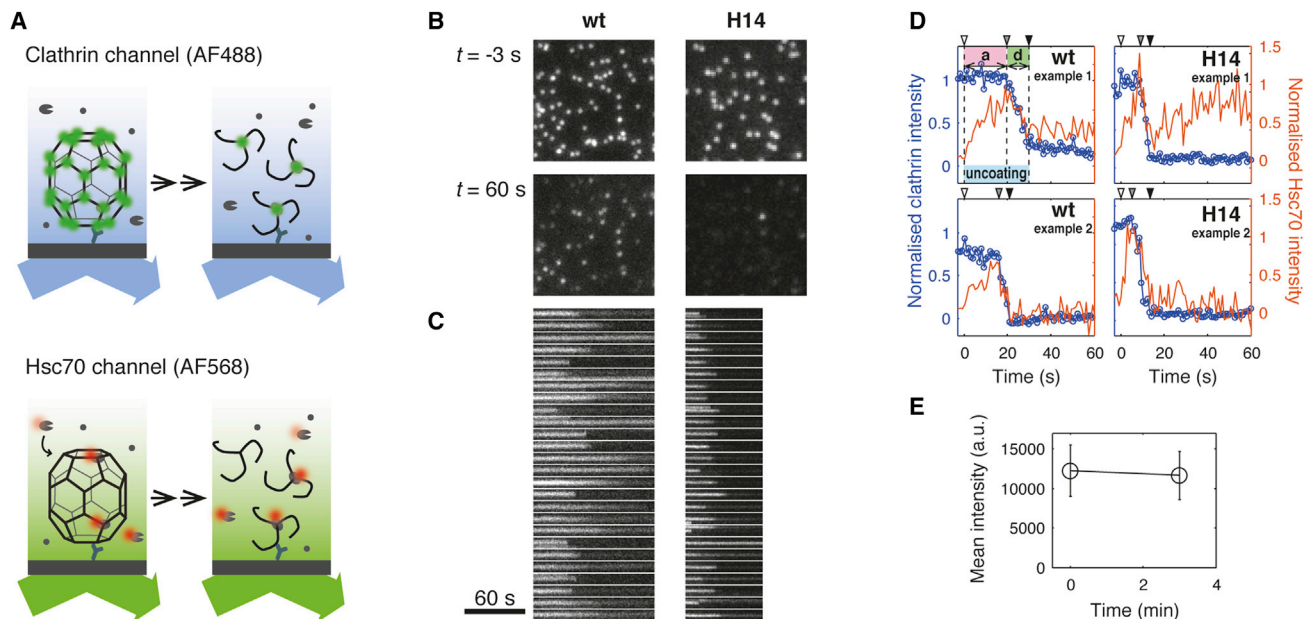 A
Clathrin channel (AF488)
Hsc70 channel (AF568)
B
wt
H14
t = -3 s
t = 60 s
C
60 s
D
a
d
wt
example 1
uncoating
H14
example 1
wt
example 2
H14
example 2
Normalised clathrin intensity
1
0.5
0
1
0.5
0
1.5
1
0.5
0
1.5
1
0.5
0
Normalised Hsc70 intensity
0 20 40 60
0 20 40 60
Time (s)
Time (s)
E
Mean intensity (a.u.)
15000
10000
5000
0
0 2 4
Time (min)